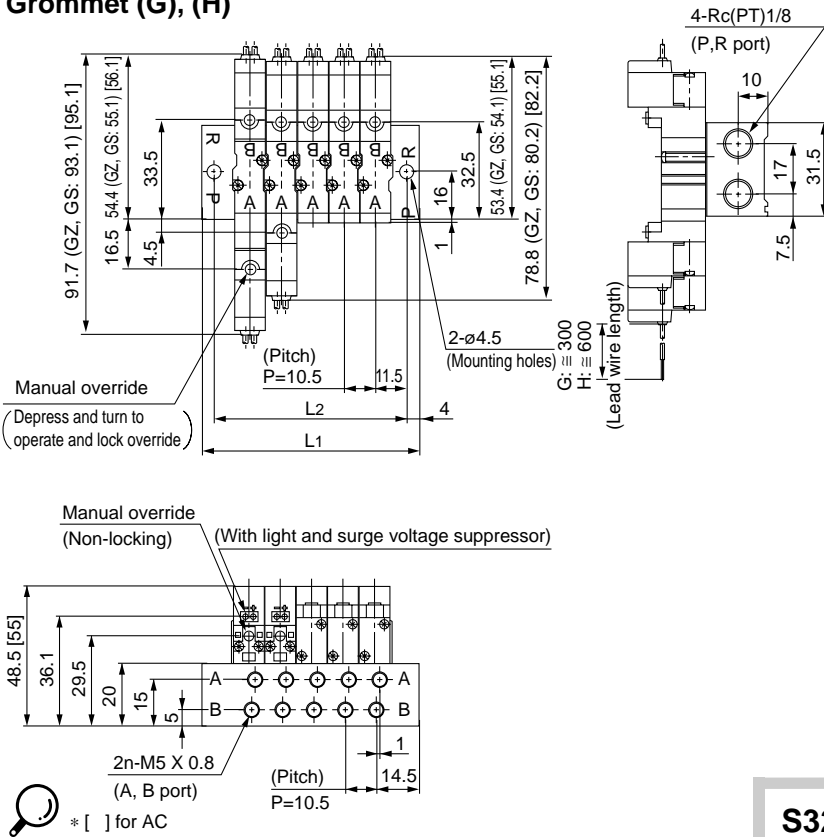 Grommet (G), (H)
4-Rc(PT)1/8
(P,R port)
10
17
31.5
7.5
91.7 (GZ, GS: 93.1) [95.1]
54.4 (GZ, GS: 55.1) [56.1]
33.5
16.5
4.5
R
P
B B B B B
A A A A A
R
P
16
1
32.5
53.4 (GZ, GS: 54.1) [55.1]
78.8 (GZ, GS: 80.2) [82.2]
2-ø4.5
(Mounting holes)
G: ≅ 300
H: ≅ 600
(Lead wire length)
(Pitch)
P=10.5
11.5
Manual override
(Depress and turn to
operate and lock override)
L2
4
L1
Manual override
(Non-locking)
(With light and surge voltage suppressor)
48.5 [55]
36.1
29.5
20
15
5
A
A
B
B
1
2n-M5 X 0.8
(A, B port)
(Pitch)
P=10.5
14.5
* [ ] for AC
S32